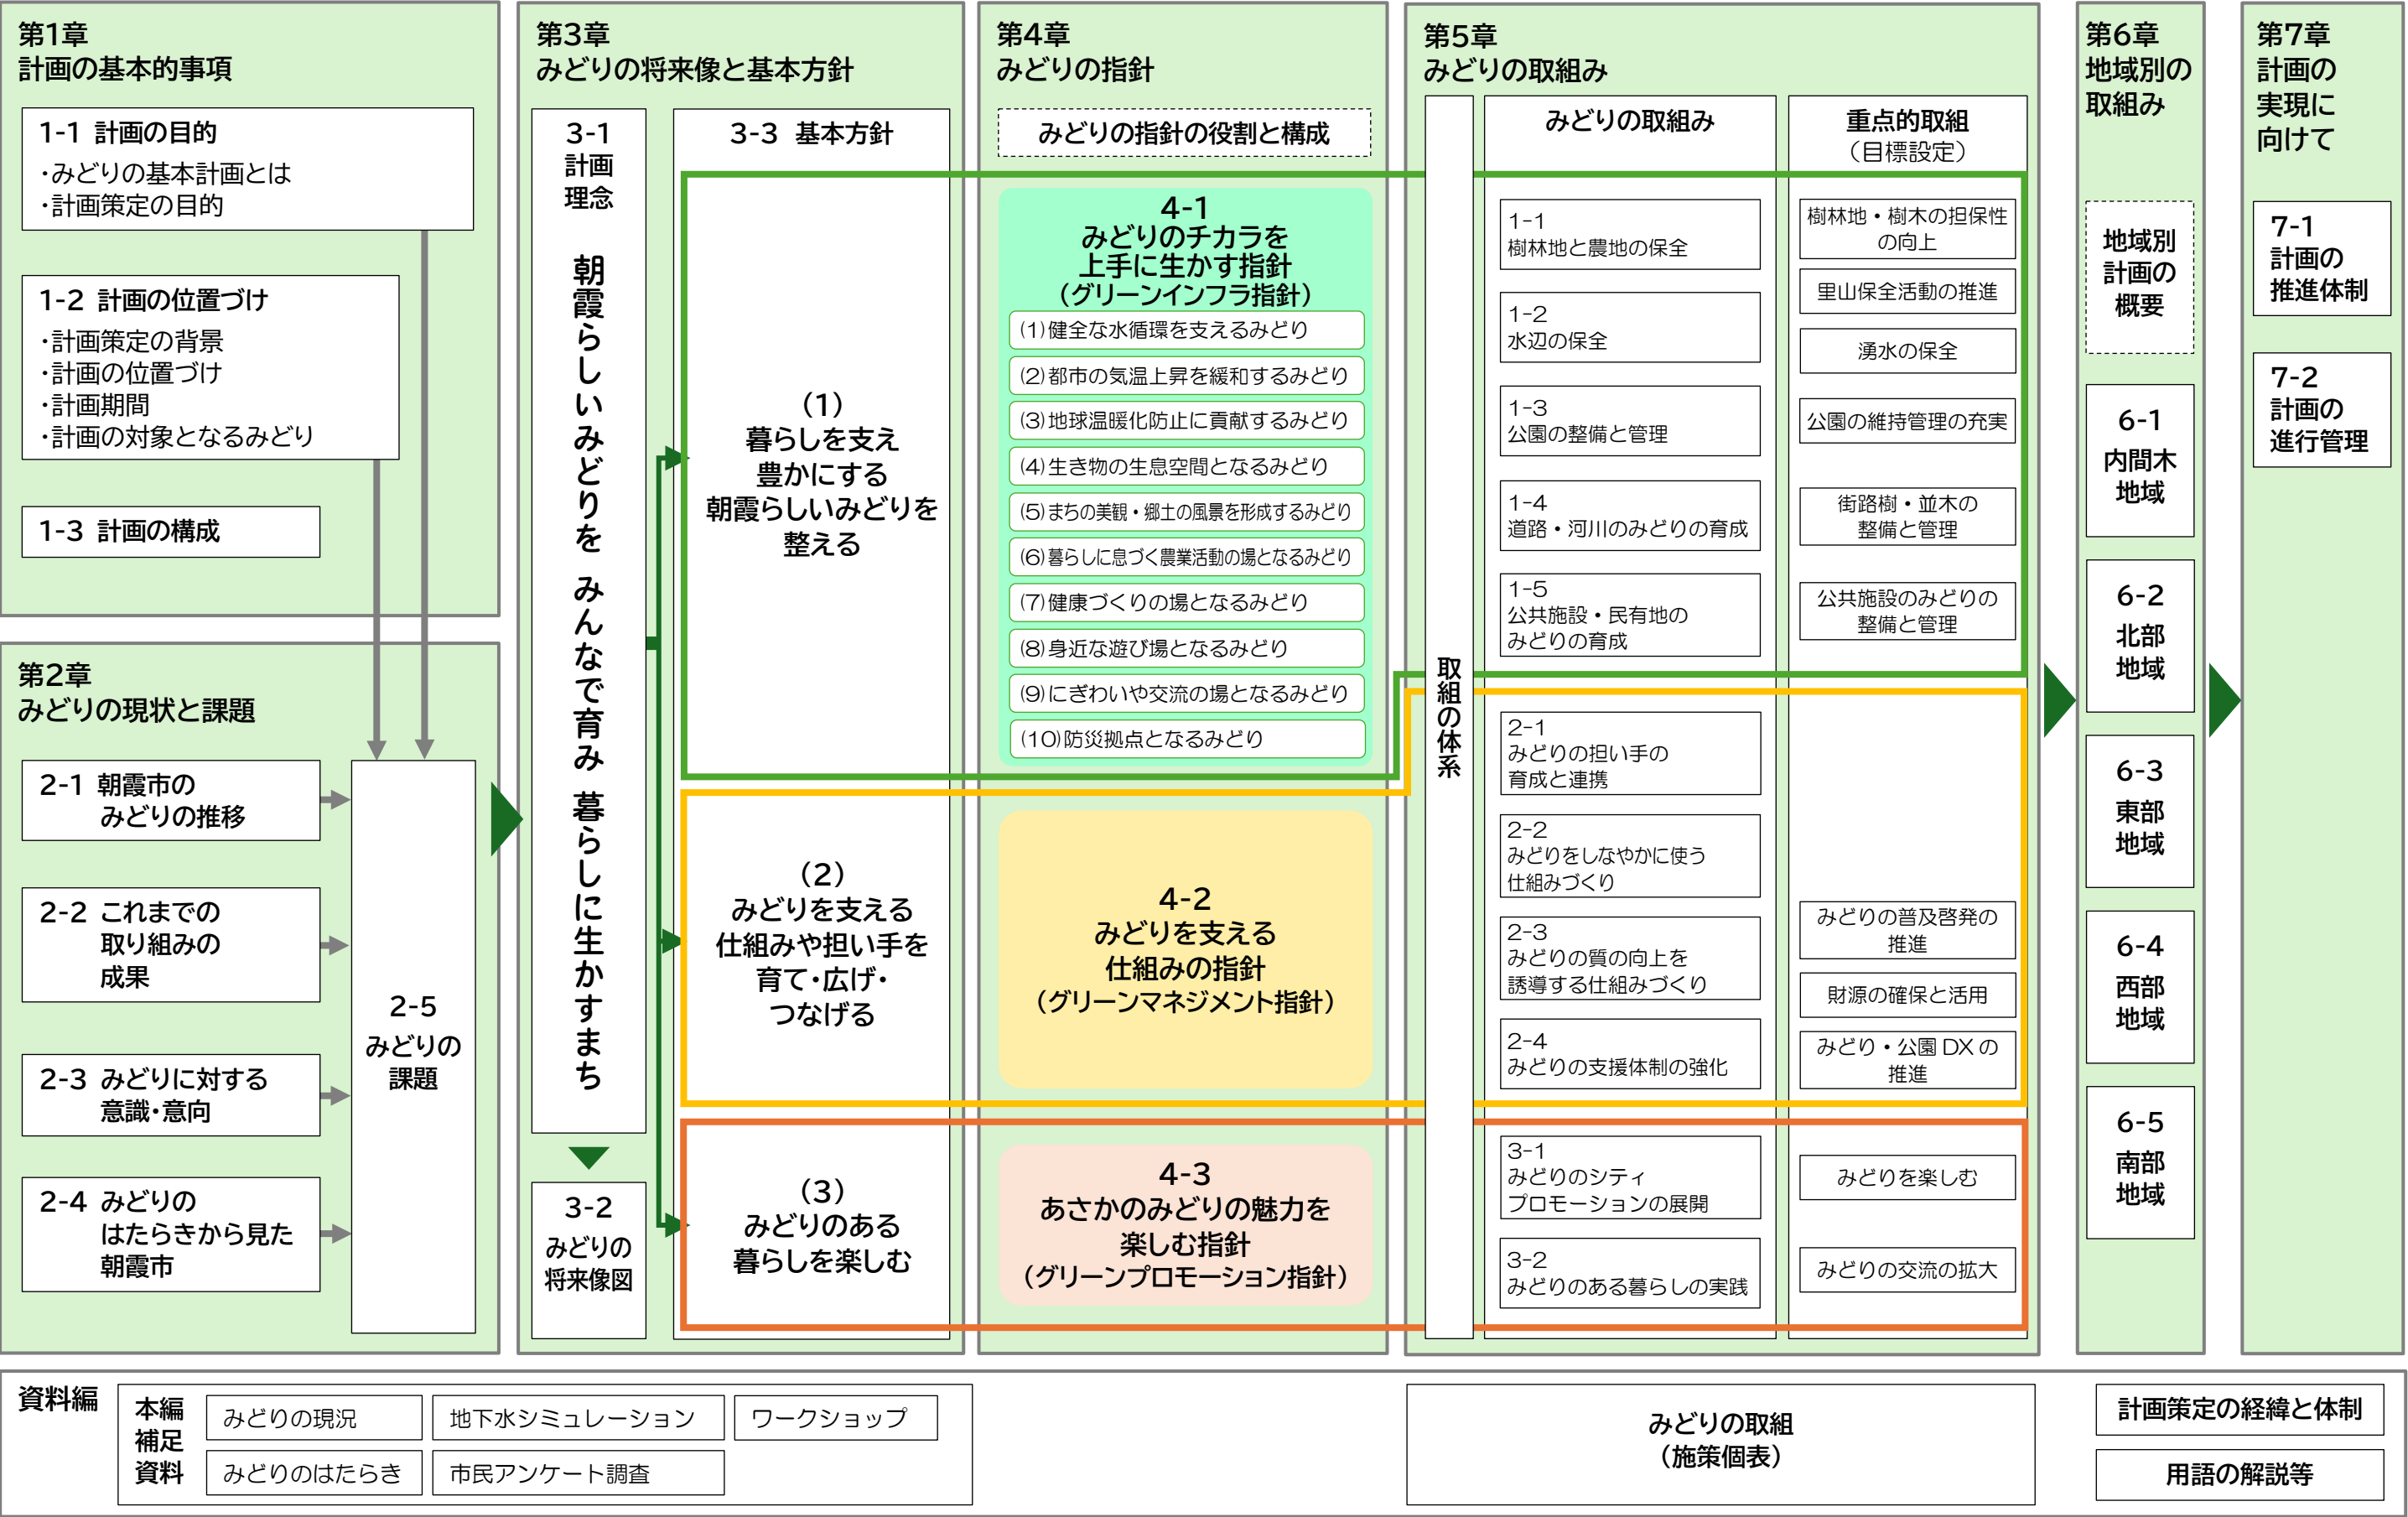 第1章
計画の基本的事項
1-1 計画の目的
・みどりの基本計画とは
・計画策定の目的
1-2 計画の位置づけ
・計画策定の背景
・計画の位置づけ
・計画期間
・計画の対象となるみどり
1-3 計画の構成
第2章
みどりの現状と課題
2-1 朝霞市の
みどりの推移
2-2 これまでの
取り組みの
成果
2-3 みどりに対する
意識・意向
2-4 みどりの
はたらきから見た
朝霞市
2-5
みどりの
課題
第3章
みどりの将来像と基本方針
3-1
計画
理念
朝霞らしいみどりを みんなで育み 暮らしに生かすまち
3-2
みどりの
将来像図
3-3 基本方針
(1)
暮らしを支え
豊かにする
朝霞らしいみどりを
整える
(2)
みどりを支える
仕組みや担い手を
育て・広げ・
つなげる
(3)
みどりのある
暮らしを楽しむ
第4章
みどりの指針
みどりの指針の役割と構成
4-1
みどりのチカラを
上手に生かす指針
(グリーンインフラ指針)
(1)健全な水循環を支えるみどり
(2)都市の気温上昇を緩和するみどり
(3)地球温暖化防止に貢献するみどり
(4)生き物の生息空間となるみどり
(5)まちの美観・郷土の風景を形成するみどり
(6)暮らしに息づく農業活動の場となるみどり
(7)健康づくりの場となるみどり
(8)身近な遊び場となるみどり
(9)にぎわいや交流の場となるみどり
(10)防災拠点となるみどり
4-2
みどりを支える
仕組みの指針
(グリーンマネジメント指針)
4-3
あさかのみどりの魅力を
楽しむ指針
(グリーンプロモーション指針)
第5章
みどりの取組み
取組の体系
みどりの取組み
1-1
樹林地と農地の保全
1-2
水辺の保全
1-3
公園の整備と管理
1-4
道路・河川のみどりの育成
1-5
公共施設・民有地の
みどりの育成
2-1
みどりの担い手の
育成と連携
2-2
みどりをしなやかに使う
仕組みづくり
2-3
みどりの質の向上を
誘導する仕組みづくり
2-4
みどりの支援体制の強化
3-1
みどりのシティ
プロモーションの展開
3-2
みどりのある暮らしの実践
重点的取組
(目標設定)
樹林地・樹木の担保性
の向上
里山保全活動の推進
湧水の保全
公園の維持管理の充実
街路樹・並木の
整備と管理
公共施設のみどりの
整備と管理
みどりの普及啓発の
推進
財源の確保と活用
みどり・公園 DX の
推進
みどりを楽しむ
みどりの交流の拡大
第6章
地域別の
取組み
地域別
計画の
概要
6-1
内間木
地域
6-2
北部
地域
6-3
東部
地域
6-4
西部
地域
6-5
南部
地域
第7章
計画の
実現に
向けて
7-1
計画の
推進体制
7-2
計画の
進行管理
資料編
本編
補足
資料
みどりの現況
地下水シミュレーション
ワークショップ
みどりのはたらき
市民アンケート調査
みどりの取組
(施策個表)
計画策定の経緯と体制
用語の解説等